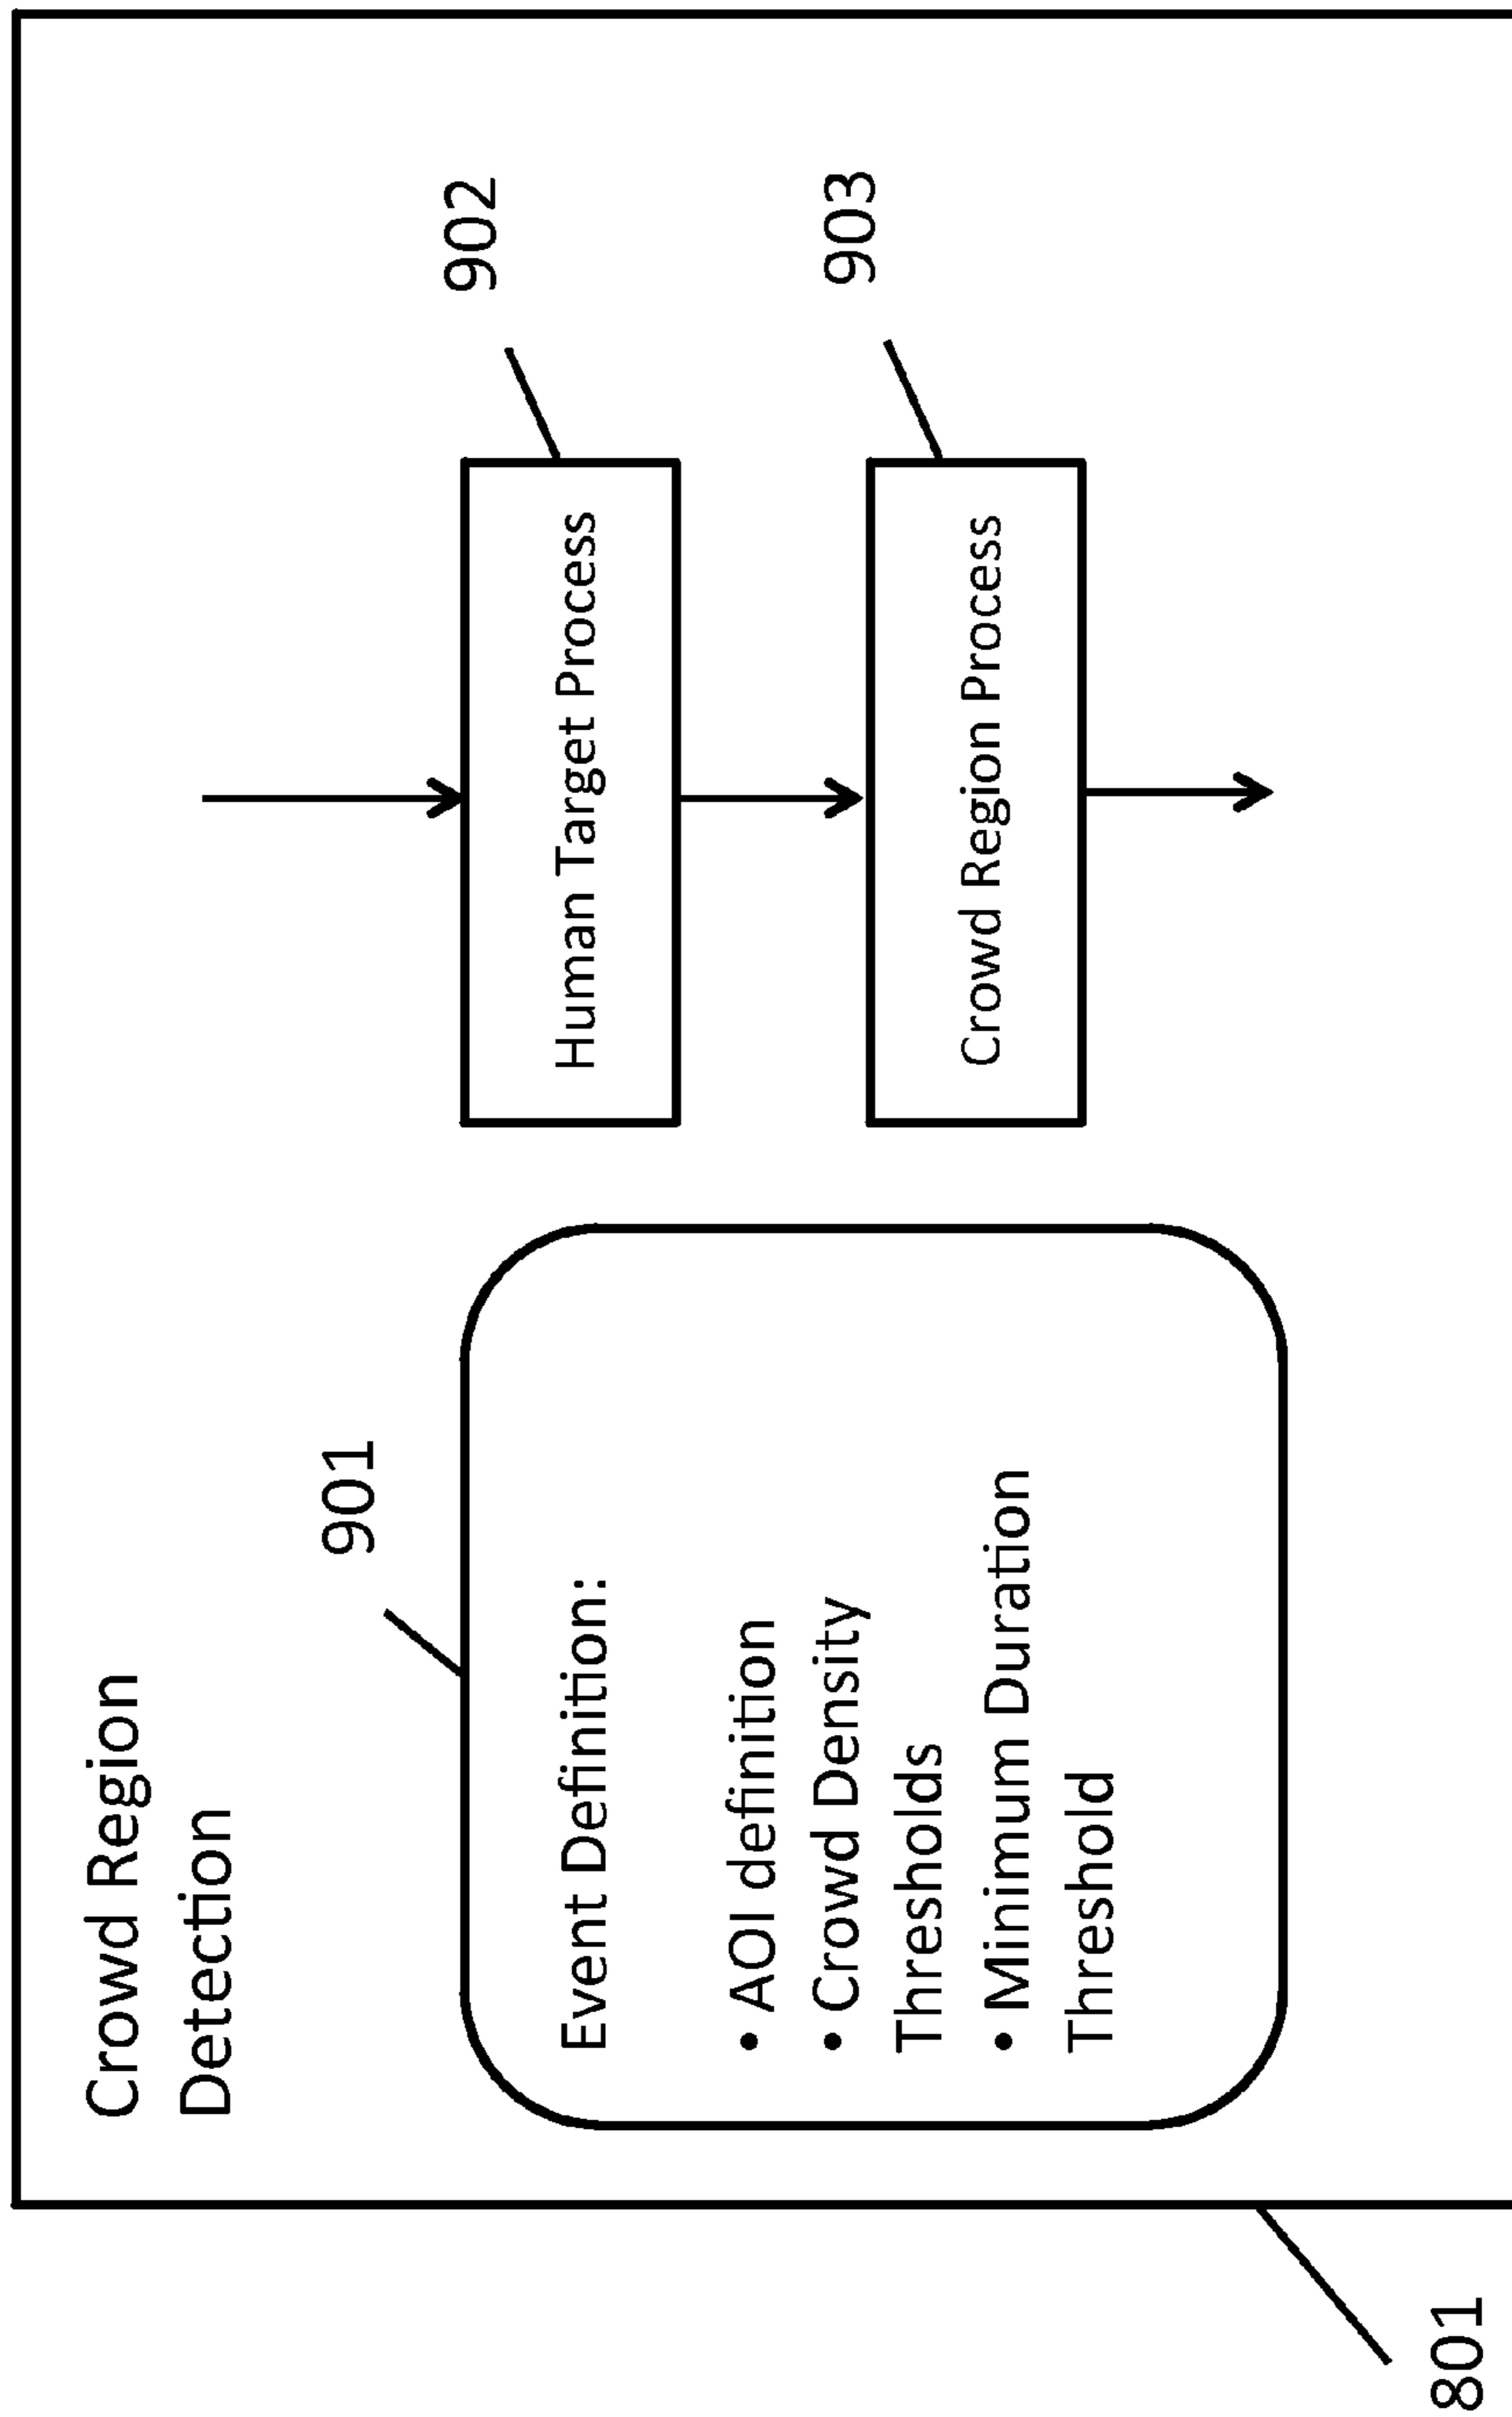 Crowd Region
Detection
901
Event Definition:
• AOI definition
• Crowd Density
Thresholds
• Minimum Duration
Threshold
902
Human Target Process
903
Crowd Region Process
801